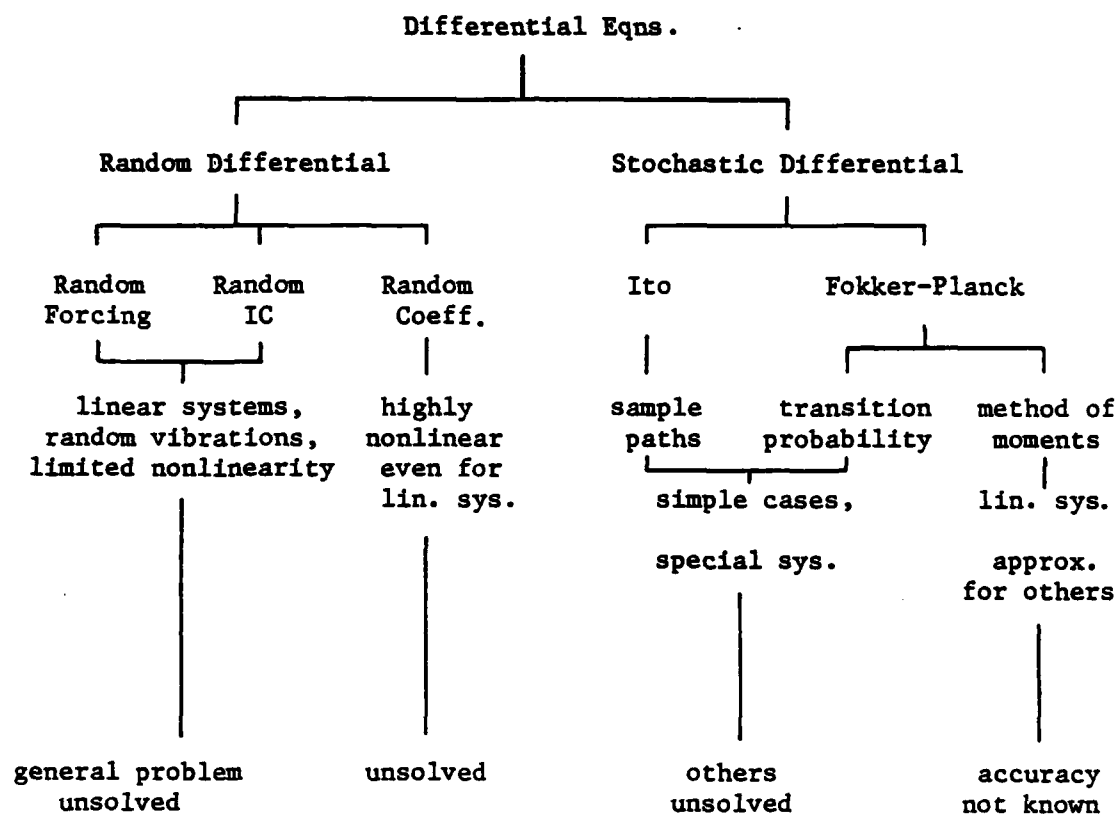 Differential Eqns.
Random Differential
Stochastic Differential
Random
Forcing
Random
IC
Random
Coeff.
Ito
Fokker-Planck
linear systems,
random vibrations,
limited nonlinearity
highly
nonlinear
even for
lin. sys.
sample
paths
transition
probability
method of
moments
simple cases,
special sys.
lin. sys.
approx.
for others
general problem
unsolved
unsolved
others
unsolved
accuracy
not known